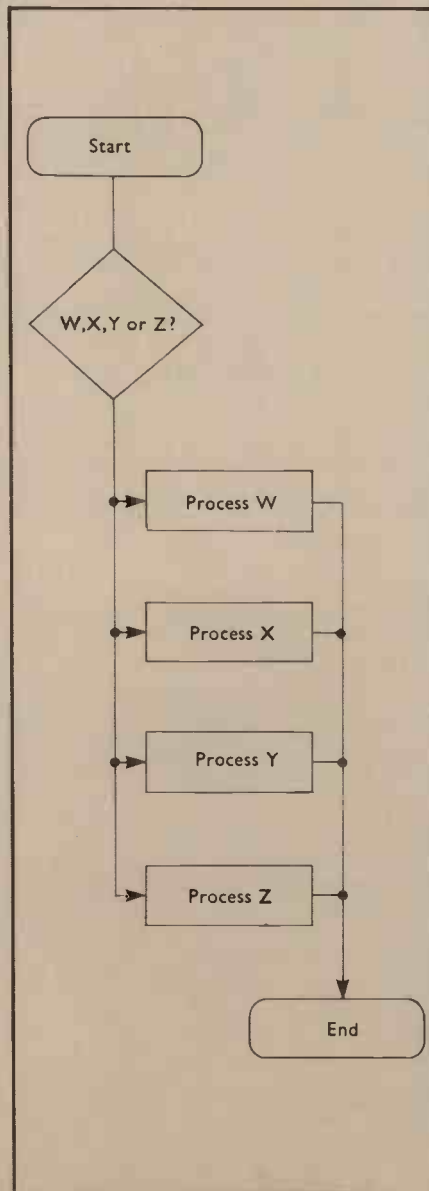 Start
W,X,Y or Z?
Process W
Process X
Process Y
Process Z
End